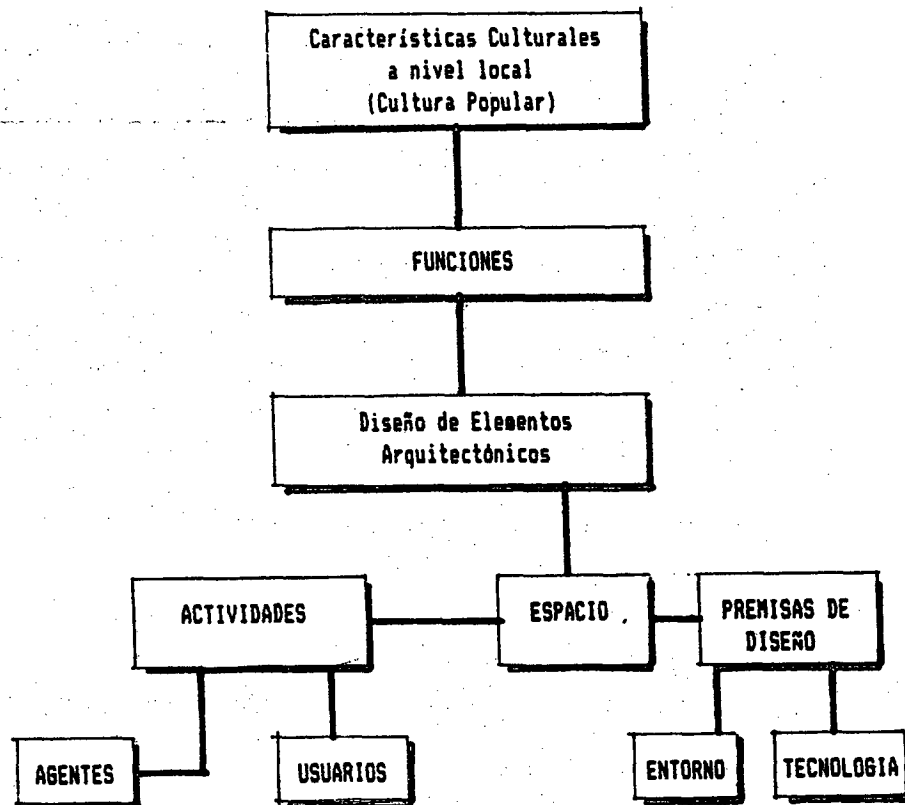 Características Culturales
a nivel local
(Cultura Popular)
FUNCIONES
Diseño de Elementos
Arquitectónicos
ACTIVIDADES
ESPACIO
PREMISAS DE
DISEÑO
AGENTES
USUARIOS
ENTORNO
TECNOLOGIA